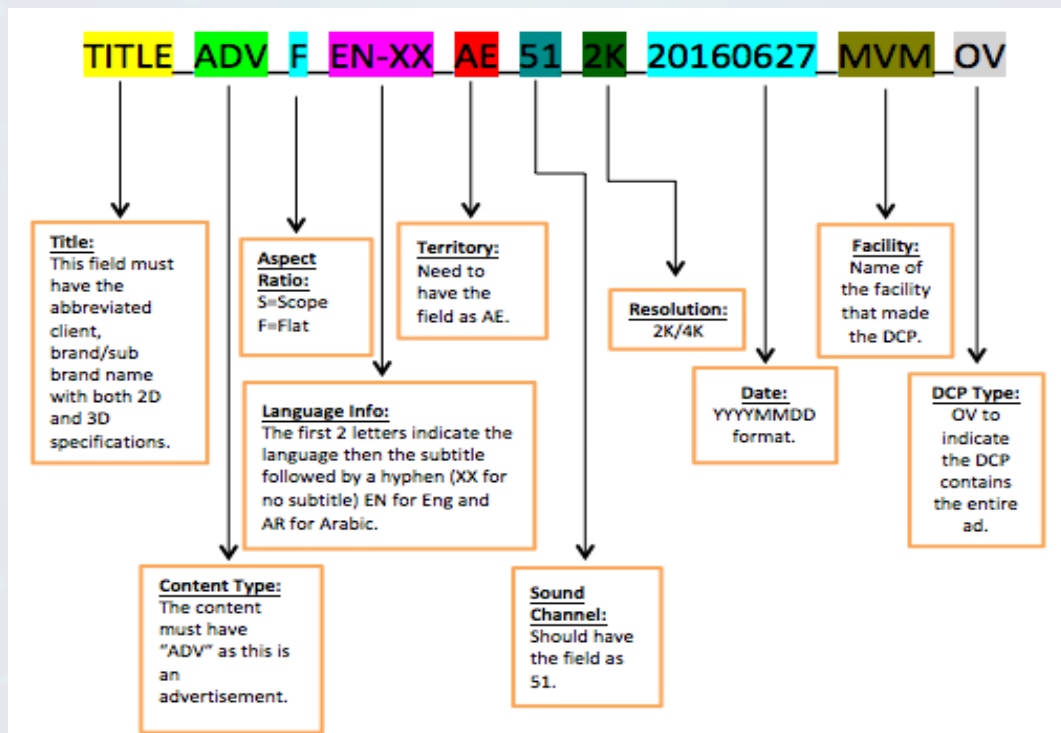 TITLE_ADV_F_EN-XX_AE_51_2K_20160627_MVM_OV
Title:
This field must
have the
abbreviated
client,
brand/sub
brand name
with both 2D
and 3D
specifications.
Aspect
Ratio:
S=Scope
F=Flat
Territory:
Need to
have the
field as AE.
Resolution:
2K/4K
Facility:
Name of
the facility
that made
the DCP.
Language Info:
The first 2 letters indicate the
language then the subtitle
followed by a hyphen (XX for
no subtitle) EN for Eng and
AR for Arabic.
Date:
YYYYMMDD
format.
DCP Type:
OV to
indicate
the DCP
contains
the entire
ad.
Content Type:
The content
must have
"ADV" as this is
an
advertisement.
Sound
Channel:
Should have
the field as
51.